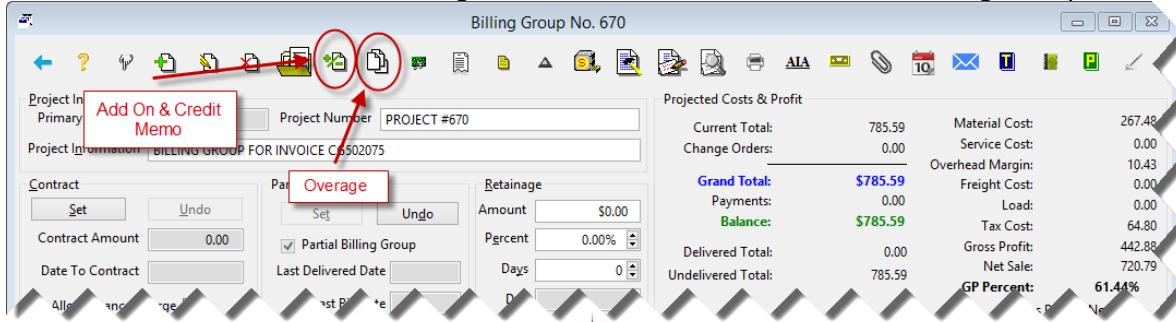 Billing Group No. 670
?
10
AIA
T
P
Project In
Primary
Add On & Credit
Memo
Project Number PROJECT #670
Project Information BILLING GROUP FOR INVOICE CG502075
Contract
Set Undo
Contract Amount 0.00
Date To Contract
Overage
Set Undo
Partial Billing Group
Last Delivered Date
Retainage
Amount $0.00
Percent 0.00%
Days 0
Projected Costs & Profit
Current Total: 785.59
Change Orders: 0.00
Grand Total: $785.59
Payments: 0.00
Balance: $785.59
Delivered Total: 0.00
Undelivered Total: 785.59
Material Cost: 267.48
Service Cost: 0.00
Overhead Margin: 10.43
Freight Cost: 0.00
Load: 0.00
Tax Cost: 64.80
Gross Profit: 442.88
Net Sale: 720.79
GP Percent: 61.44%